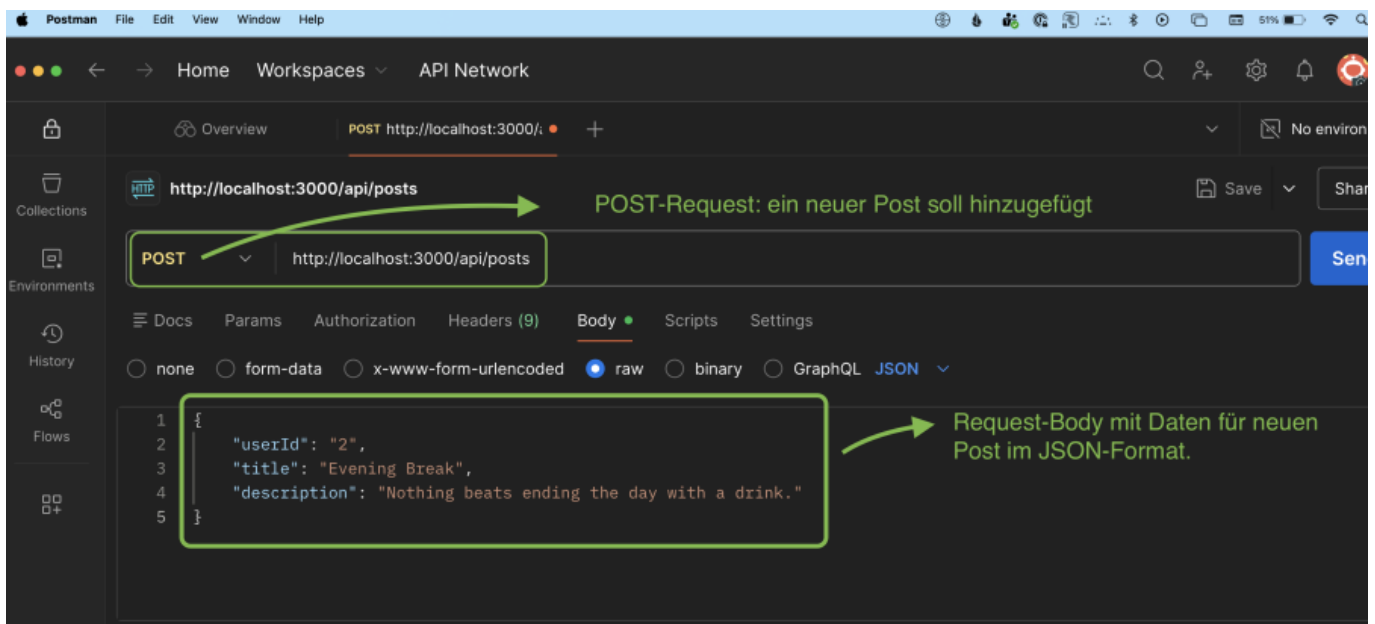 Postman File Edit View Window Help 51%
Home Workspaces API Network
Overview POST http://localhost:3000/ No environ
HTTP http://localhost:3000/api/posts Save Shar
POST-Request: ein neuer Post soll hinzugefügt
Collections
POST http://localhost:3000/api/posts Sen
Environments
Docs Params Authorization Headers (9) Body Scripts Settings
History
none form-data x-www-form-urlencoded raw binary GraphQL JSON
Flows
1 {
2 "userId": "2",
3 "title": "Evening Break",
4 "description": "Nothing beats ending the day with a drink."
5 }
Request-Body mit Daten für neuen
Post im JSON-Format.